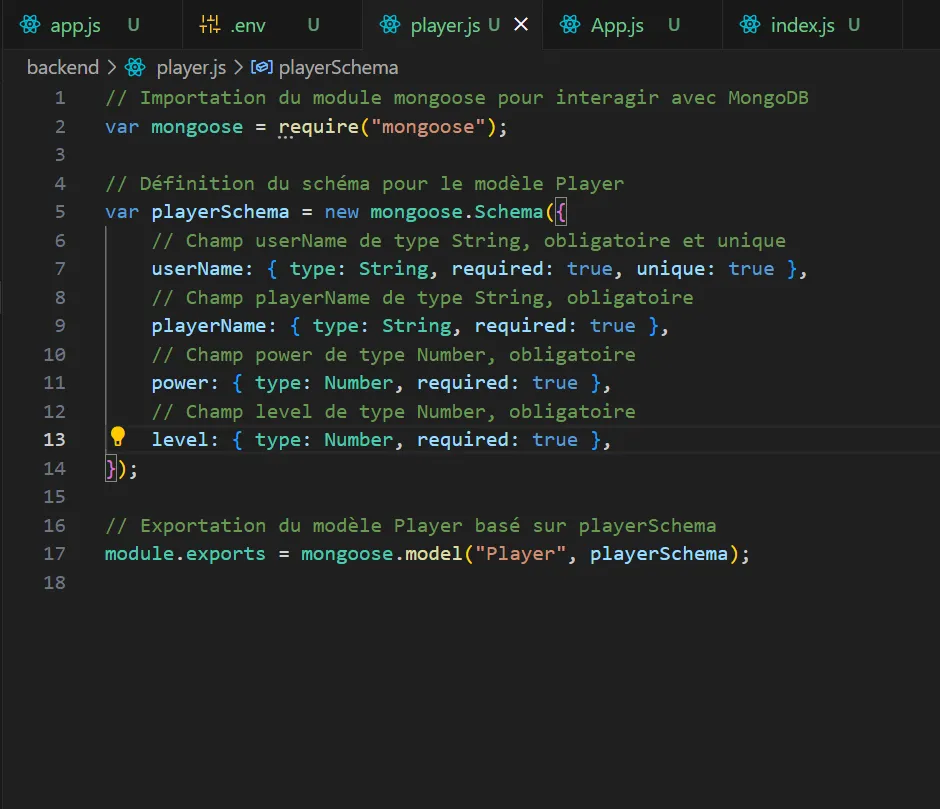 app.js U .env U player.js U App.js U index.js U
backend > player.js > playerSchema
1 // Importation du module mongoose pour interagir avec MongoDB
2 var mongoose = require("mongoose");
3
4 // Définition du schéma pour le modèle Player
5 var playerSchema = new mongoose.Schema({
6 // Champ userName de type String, obligatoire et unique
7 userName: { type: String, required: true, unique: true },
8 // Champ playerName de type String, obligatoire
9 playerName: { type: String, required: true },
10 // Champ power de type Number, obligatoire
11 power: { type: Number, required: true },
12 // Champ level de type Number, obligatoire
13 level: { type: Number, required: true },
14 });
15
16 // Exportation du modèle Player basé sur playerSchema
17 module.exports = mongoose.model("Player", playerSchema);
18